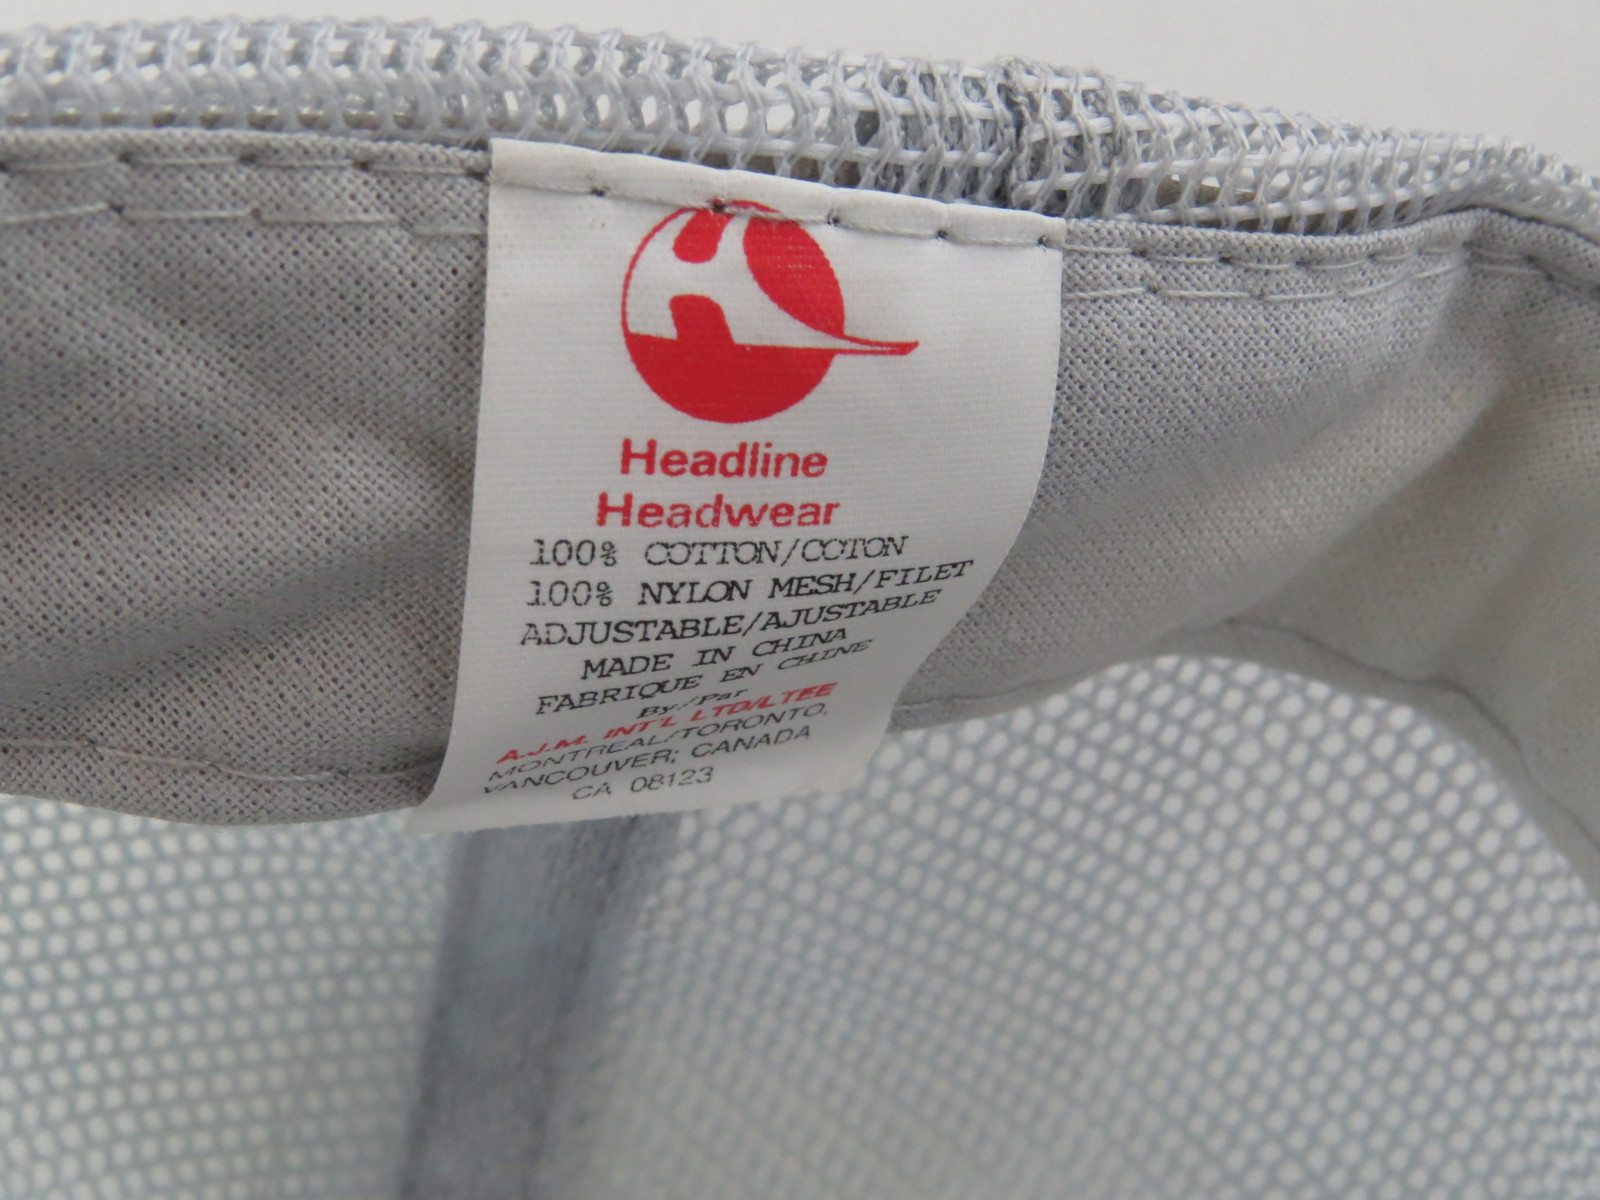 Headline
Headwear
100% COTTON/COTON
100% NYLON MESH/FILET
ADJUSTABLE/AJUSTABLE
MADE IN CHINA
FABRIQUE EN CHINE
By/Par
A.J.M. INT'L LTD/LTEE
MONTREAL/TORONTO,
VANCOUVER, CANADA
CA 08123